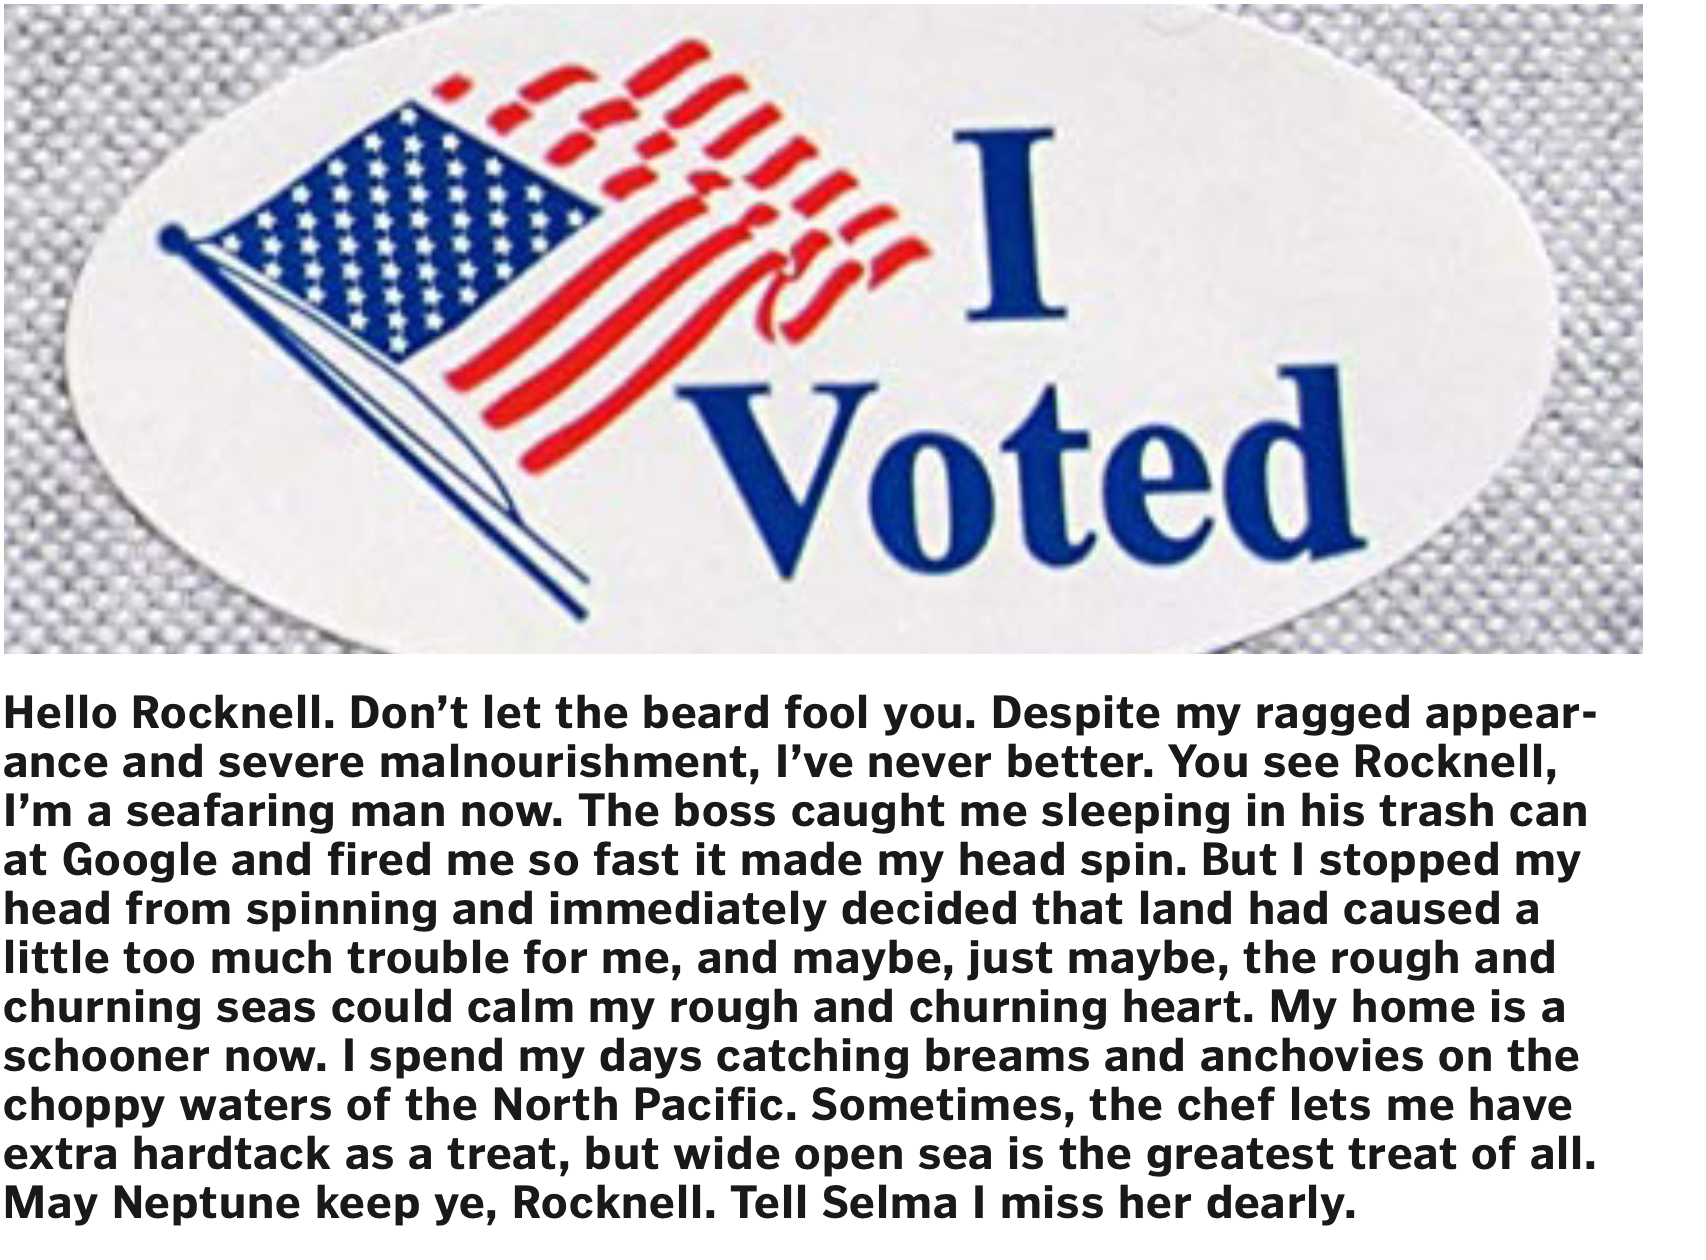 I
Voted
Hello Rocknell. Don’t let the beard fool you. Despite my ragged appear-
ance and severe malnourishment, I’ve never better. You see Rocknell,
I’m a seafaring man now. The boss caught me sleeping in his trash can
at Google and fired me so fast it made my head spin. But I stopped my
head from spinning and immediately decided that land had caused a
little too much trouble for me, and maybe, just maybe, the rough and
churning seas could calm my rough and churning heart. My home is a
schooner now. I spend my days catching breams and anchovies on the
choppy waters of the North Pacific. Sometimes, the chef lets me have
extra hardtack as a treat, but wide open sea is the greatest treat of all.
May Neptune keep ye, Rocknell. Tell Selma I miss her dearly.